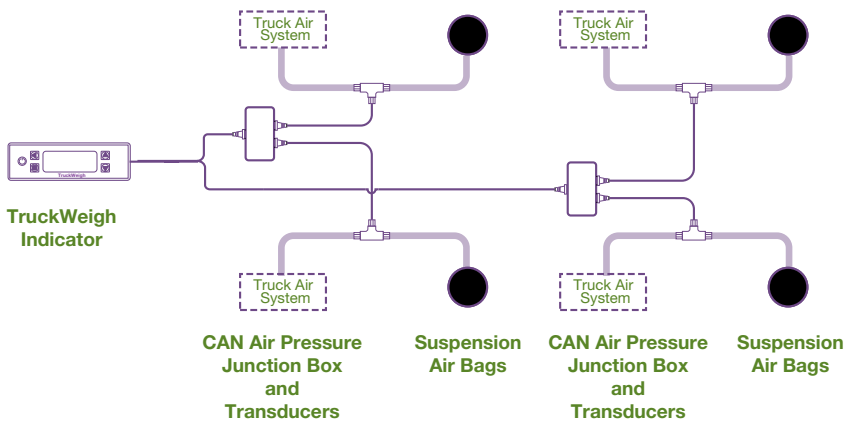 Truck Air
System
Truck Air
System
TruckWeigh
TruckWeigh
Indicator
Truck Air
System
Truck Air
System
CAN Air Pressure
Junction Box
and
Transducers
Suspension
Air Bags
CAN Air Pressure
Junction Box
and
Transducers
Suspension
Air Bags